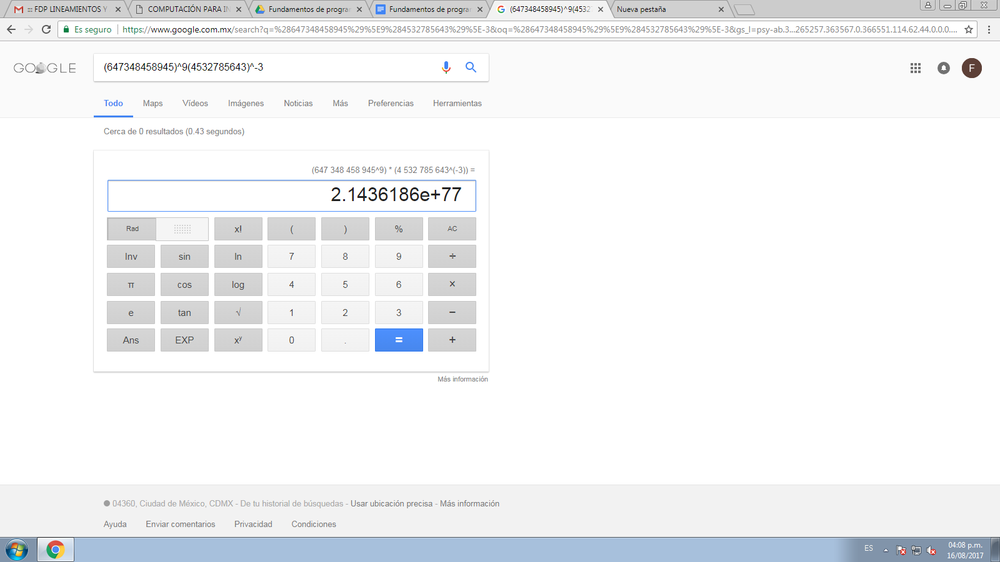 ::: FDP LINEAMIENTOS Y
COMPUTACIÓN PARA IN
Fundamentos de program
Fundamentos de program
(647348458945)^9(4532
Nueva pestaña
Es seguro
https://www.google.com.mx/search?q=%28647348458945%29%5E9%284532785643%29%5E-3&oq=%28647348458945%29%5E9%284532785643%29%5E-3&gs_l=psy-ab.3...265257.363567.0.366551.114.62.44.0.0.0....
GOOGLE
(647348458945)^9(4532785643)^-3
F
Todo Maps Vídeos Imágenes Noticias Más Preferencias Herramientas
Cerca de 0 resultados (0.43 segundos)
(647 348 458 945^9) * (4 532 785 643^(-3)) =
2.1436186e+77
Rad x! ( ) % AC
Inv sin ln 7 8 9 ÷
π cos log 4 5 6 ×
e tan √ 1 2 3 −
Ans EXP xʸ 0 . = +
Más información
04360, Ciudad de México, CDMX - De tu historial de búsquedas - Usar ubicación precisa - Más información
Ayuda Enviar comentarios Privacidad Condiciones
ES
04:08 p.m.
16/08/2017